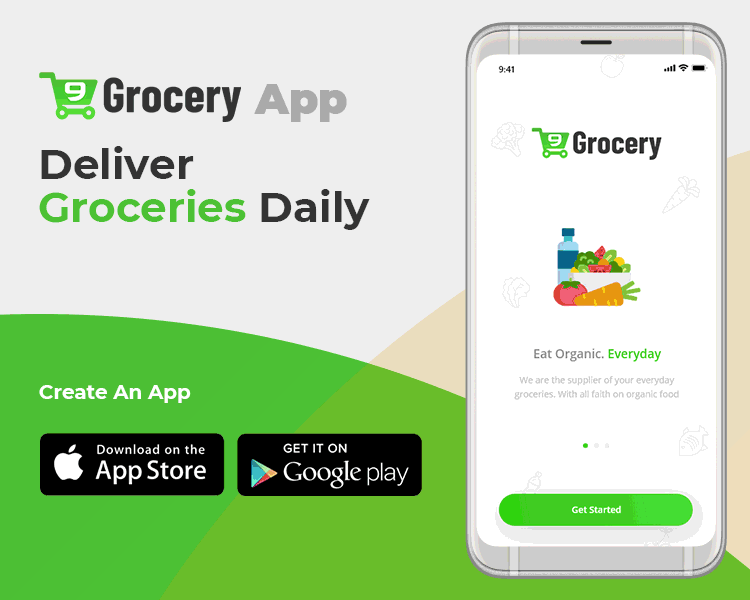 9
Grocery App
Deliver
Groceries Daily
Create An App
Download on the
App Store
GET IT ON
Google play
9:41
9
Grocery
Eat Organic. Everyday
We are the supplier of your everyday
groceries. With all faith on organic food
Get Started